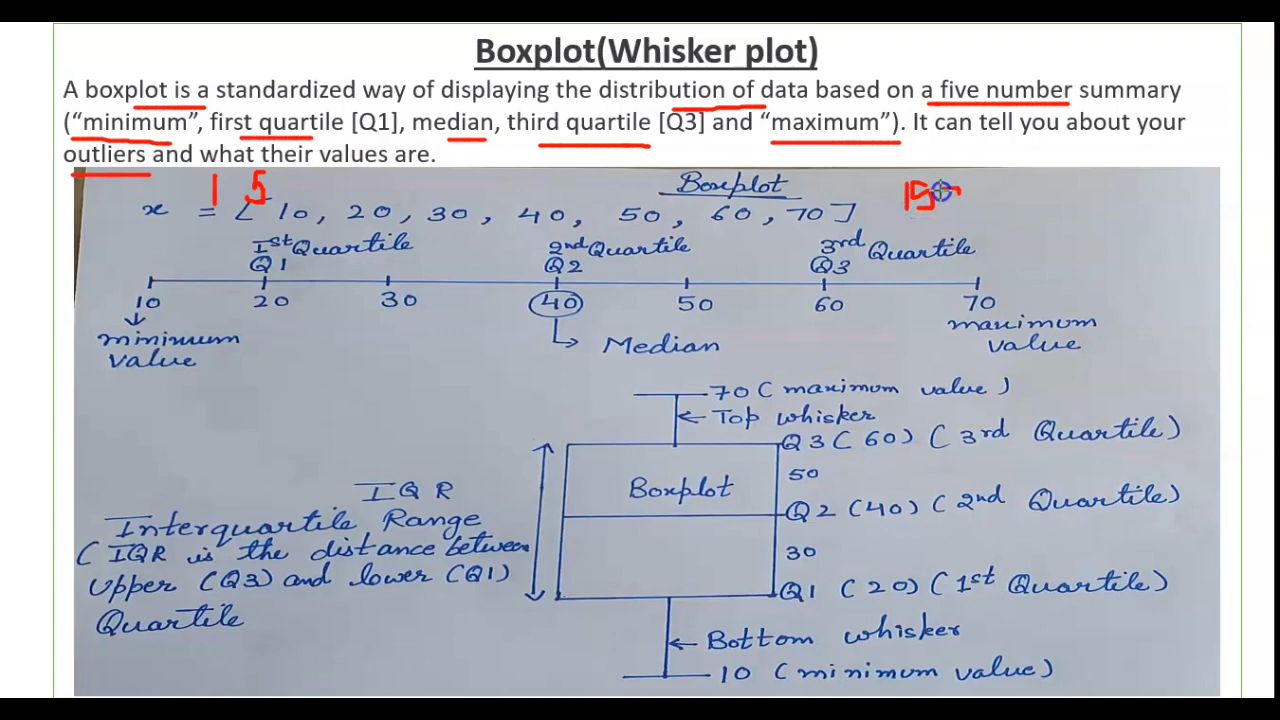 Boxplot(Whisker plot)
A boxplot is a standardized way of displaying the distribution of data based on a five number summary
(“minimum”, first quartile [Q1], median, third quartile [Q3] and “maximum”). It can tell you about your
outliers and what their values are.
1 5
Boxplot
x = [ 10, 20, 30, 40, 50, 60, 70]
1st Quartile 2nd Quartile 3rd Quartile
Q1 Q2 Q3
10 20 30 40 50 60 70
minimum value
Median
maximum value
70 ( maximum value )
Top whisker
Q3 ( 60) ( 3rd Quartile)
50
Boxplot
Q2 (40) ( 2nd Quartile)
30
Q1 ( 20) ( 1st Quartile)
IQR
Interquartile Range
( IQR is the distance between
Upper (Q3) and lower (Q1)
Quartile
Bottom whisker
10 ( minimum value)